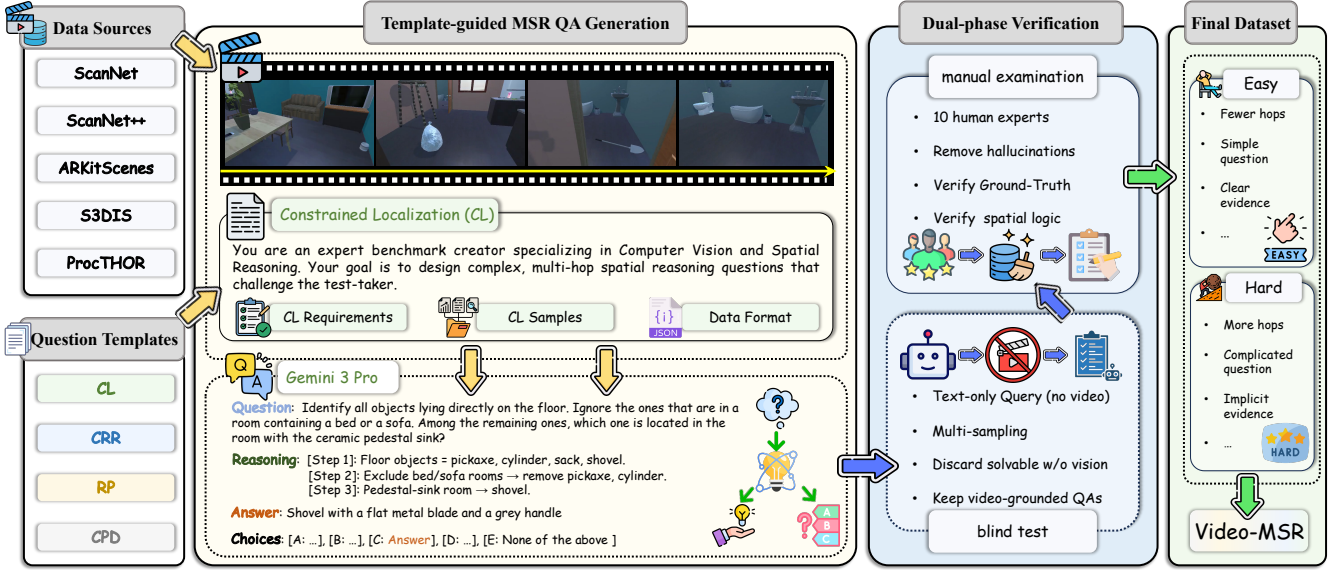 Data Sources
ScanNet
ScanNet++
ARKitScenes
S3DIS
ProcTHOR
Question Templates
CL
CRR
RP
CPD
Template-guided MSR QA Generation
Constrained Localization (CL)
You are an expert benchmark creator specializing in Computer Vision and Spatial
Reasoning. Your goal is to design complex, multi-hop spatial reasoning questions that
challenge the test-taker.
CL Requirements
CL Samples
{i}
JSON
Data Format
Q
A
Gemini 3 Pro
Question: Identify all objects lying directly on the floor. Ignore the ones that are in a
room containing a bed or a sofa. Among the remaining ones, which one is located in the
room with the ceramic pedestal sink?
Reasoning: [Step 1]: Floor objects = pickaxe, cylinder, sack, shovel.
[Step 2]: Exclude bed/sofa rooms → remove pickaxe, cylinder.
[Step 3]: Pedestal-sink room → shovel.
Answer: Shovel with a flat metal blade and a grey handle
Choices: [A: …], [B: …], [C: Answer], [D: …], [E: None of the above ]
?
?
A
B
C
Dual-phase Verification
manual examination
• 10 human experts
• Remove hallucinations
• Verify Ground-Truth
• Verify spatial logic
• Text-only Query (no video)
• Multi-sampling
• Discard solvable w/o vision
• Keep video-grounded QAs
blind test
Final Dataset
Easy
• Fewer hops
• Simple
question
• Clear
evidence
• …
EASY
Hard
• More hops
• Complicated
question
• Implicit
evidence
• …
HARD
Video-MSR